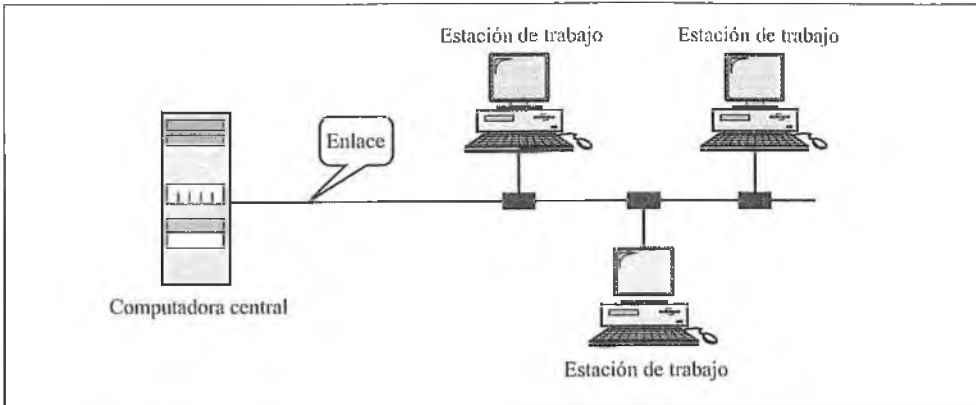 Estación de trabajo
Estación de trabajo
Enlace
Computadora central
Estación de trabajo